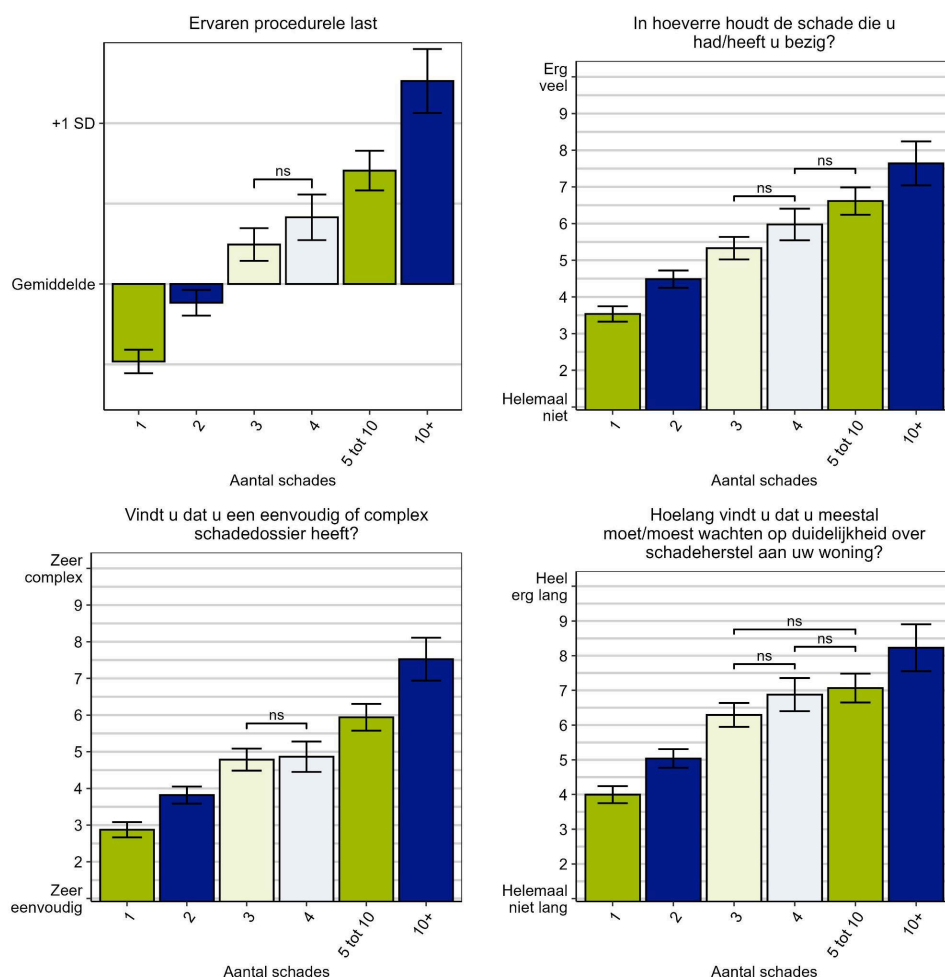 Ervaren procedurele last
+1 SD
Gemiddelde
ns
1
2
3
4
5 tot 10
10+
Aantal schades
In hoeverre houdt de schade die u
had/heeft u bezig?
Erg
veel
9
8
7
6
5
4
3
2
Helemaal
niet
ns
ns
1
2
3
4
5 tot 10
10+
Aantal schades
Vindt u dat u een eenvoudig of complex
schadedossier heeft?
Zeer
complex
9
8
7
6
5
4
3
2
Zeer
eenvoudig
ns
1
2
3
4
5 tot 10
10+
Aantal schades
Hoelang vindt u dat u meestal
moet/moest wachten op duidelijkheid over
schadeherstel aan uw woning?
Heel
erg lang
9
8
7
6
5
4
3
2
Helemaal
niet lang
ns
ns
ns
1
2
3
4
5 tot 10
10+
Aantal schades